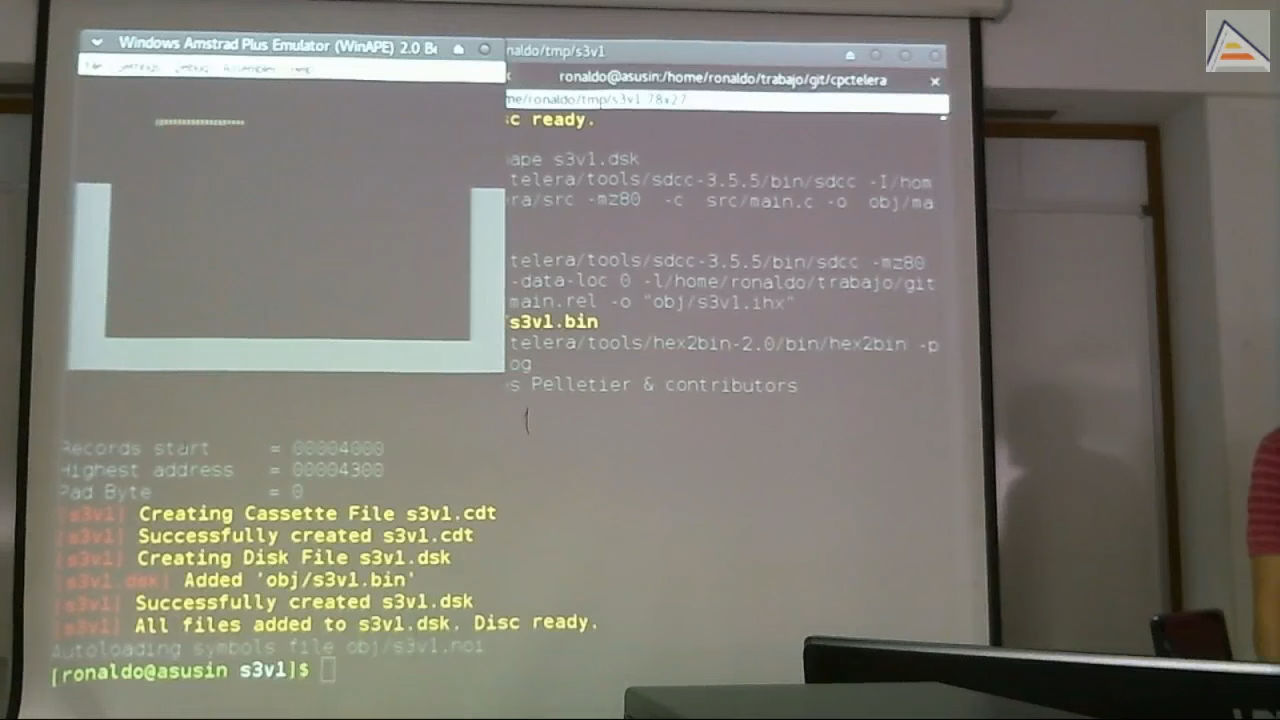 Windows Amstrad Plus Emulator (WinAPE) 2.0 Be
naldo/tmp/s3v1
ronaldo@asusin:/home/ronaldo/trabajo/git/cpctelera
me/ronaldo/tmp/s3v1 78x27
sc ready.
ape s3v1.dsk
telera/tools/sdcc-3.5.5/bin/sdcc -I/hom
ra/src -mz80 -c src/main.c -o obj/ma
telera/tools/sdcc-3.5.5/bin/sdcc -mz80
-data-loc 0 -l/home/ronaldo/trabajo/git
main.rel -o "obj/s3v1.ihx"
s3v1.bin
telera/tools/hex2bin-2.0/bin/hex2bin -p
og
s Pelletier & contributors
Records start = 00004000
Highest address = 00004300
Pad Byte = 0
[s3v1] Creating Cassette File s3v1.cdt
[s3v1] Successfully created s3v1.cdt
[s3v1] Creating Disk File s3v1.dsk
[s3v1.dsk] Added 'obj/s3v1.bin'
[s3v1] Successfully created s3v1.dsk
[s3v1] All files added to s3v1.dsk. Disc ready.
Autoloading symbols file obj/s3v1.noi
[ronaldo@asusin s3v1]$